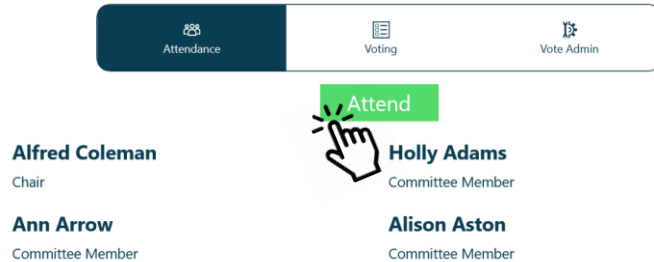 Attendance
Voting
Vote Admin
Attend
Alfred Coleman
Chair
Holly Adams
Committee Member
Ann Arrow
Committee Member
Alison Aston
Committee Member